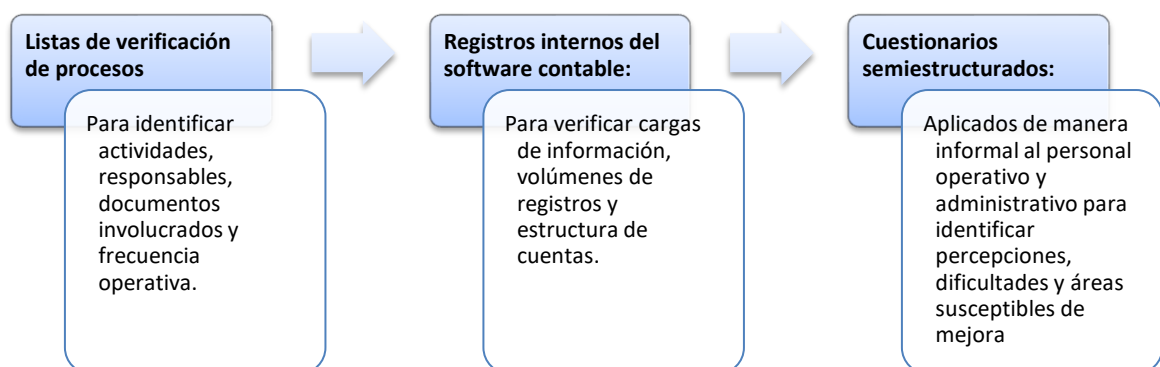 Listas de verificación
de procesos
Para identificar
actividades,
responsables,
documentos
involucrados y
frecuencia
operativa.
Registros internos del
software contable:
Para verificar cargas
de información,
volúmenes de
registros y
estructura de
cuentas.
Cuestionarios
semiestructurados:
Aplicados de manera
informal al personal
operativo y
administrativo para
identificar
percepciones,
dificultades y áreas
susceptibles de
mejora